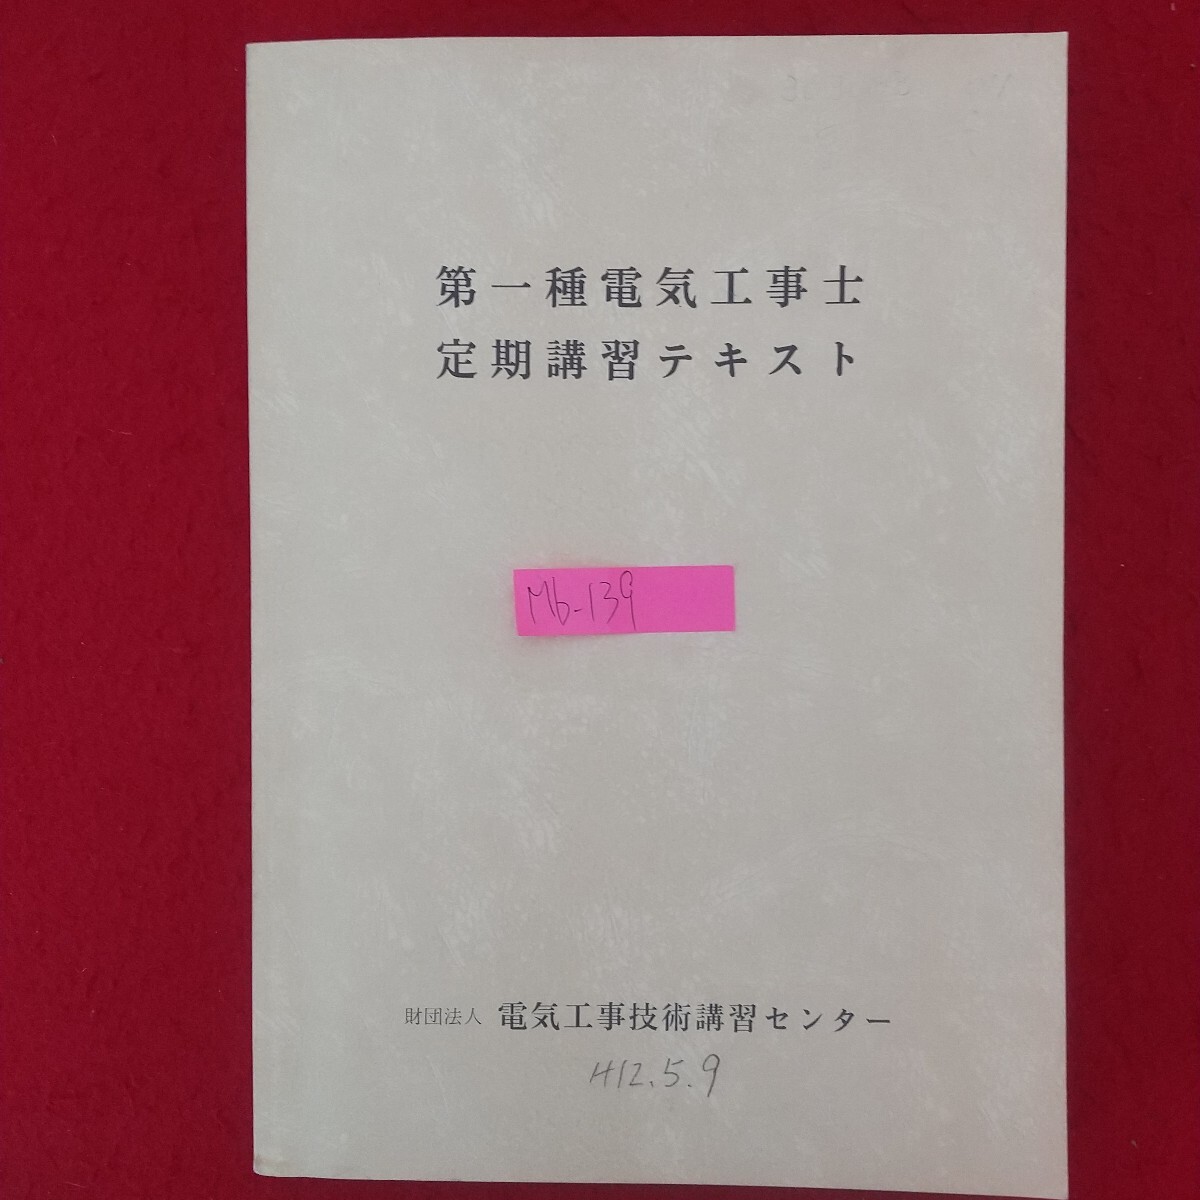 第一種電気工事士
定期講習テキスト
Mb-139
財団法人 電気工事技術講習センター
H12.5.9